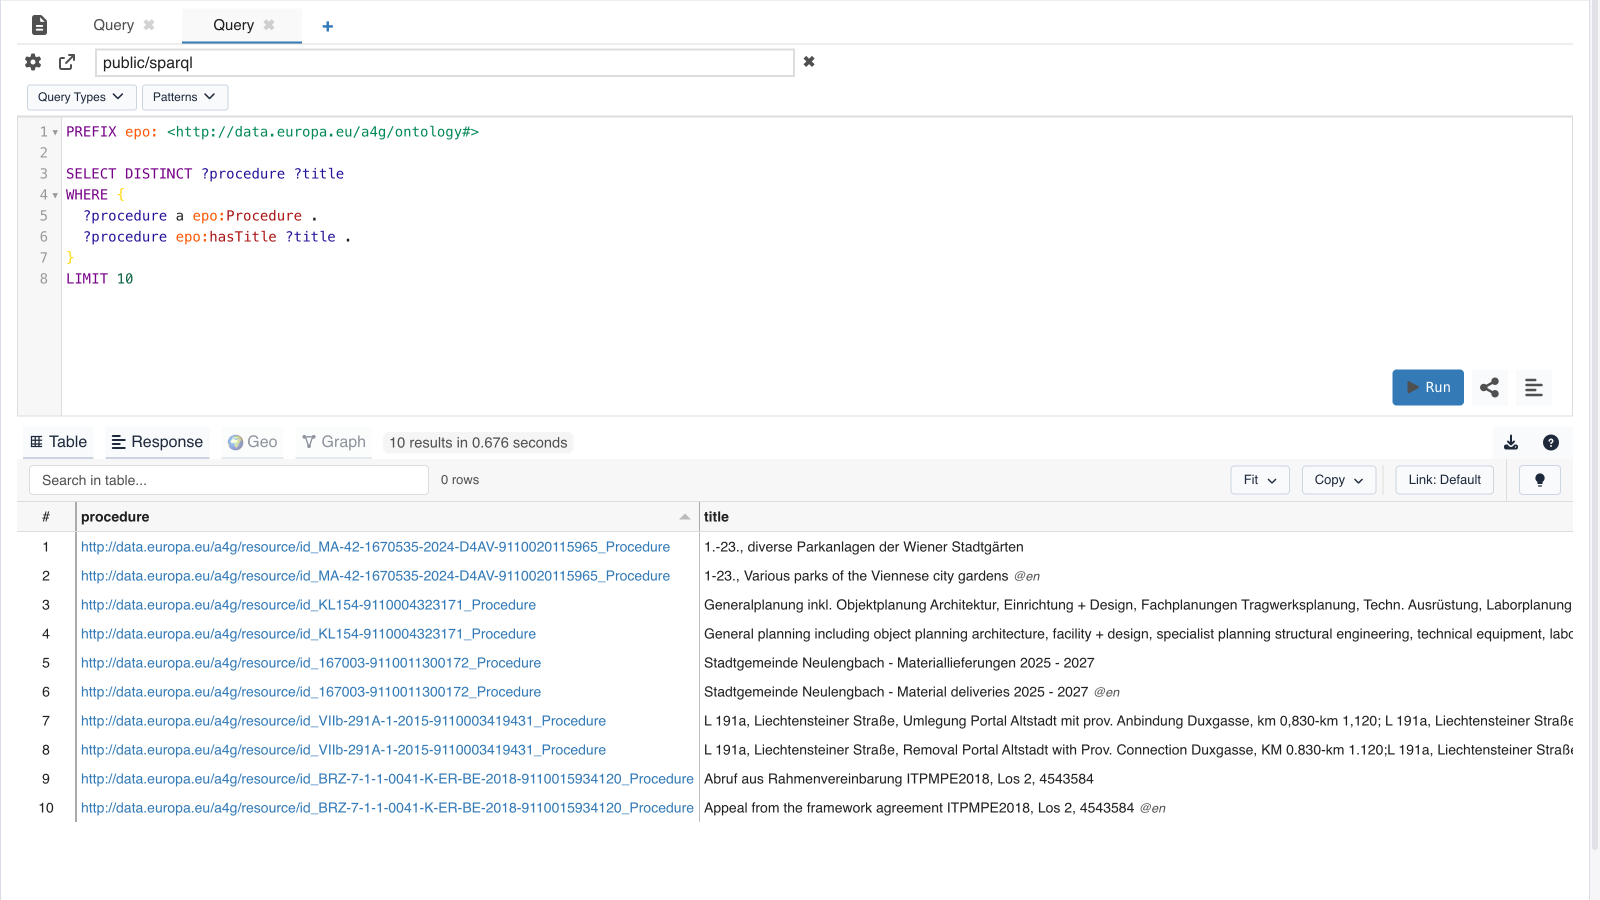 Query
Query
public/sparql
Query Types
Patterns
1 PREFIX epo: <http://data.europa.eu/a4g/ontology#>
2
3 SELECT DISTINCT ?procedure ?title
4 WHERE {
5 ?procedure a epo:Procedure .
6 ?procedure epo:hasTitle ?title .
7 }
8 LIMIT 10
Run
Table Response Geo Graph 10 results in 0.676 seconds
Search in table... 0 rows Fit Copy Link: Default
# procedure title
1 http://data.europa.eu/a4g/resource/id_MA-42-1670535-2024-D4AV-9110020115965_Procedure 1.-23., diverse Parkanlagen der Wiener Stadtgärten
2 http://data.europa.eu/a4g/resource/id_MA-42-1670535-2024-D4AV-9110020115965_Procedure 1-23., Various parks of the Viennese city gardens @en
3 http://data.europa.eu/a4g/resource/id_KL154-9110004323171_Procedure Generalplanung inkl. Objektplanung Architektur, Einrichtung + Design, Fachplanungen Tragwerksplanung, Techn. Ausrüstung, Laborplanung
4 http://data.europa.eu/a4g/resource/id_KL154-9110004323171_Procedure General planning including object planning architecture, facility + design, specialist planning structural engineering, technical equipment, labo
5 http://data.europa.eu/a4g/resource/id_167003-9110011300172_Procedure Stadtgemeinde Neulengbach - Materiallieferungen 2025 - 2027
6 http://data.europa.eu/a4g/resource/id_167003-9110011300172_Procedure Stadtgemeinde Neulengbach - Material deliveries 2025 - 2027 @en
7 http://data.europa.eu/a4g/resource/id_VIIb-291A-1-2015-9110003419431_Procedure L 191a, Liechtensteiner Straße, Umlegung Portal Altstadt mit prov. Anbindung Duxgasse, km 0,830-km 1,120; L 191a, Liechtensteiner Straße
8 http://data.europa.eu/a4g/resource/id_VIIb-291A-1-2015-9110003419431_Procedure L 191a, Liechtensteiner Straße, Removal Portal Altstadt with Prov. Connection Duxgasse, KM 0.830-km 1.120;L 191a, Liechtensteiner Straße
9 http://data.europa.eu/a4g/resource/id_BRZ-7-1-1-0041-K-ER-BE-2018-9110015934120_Procedure Abruf aus Rahmenvereinbarung ITPMPE2018, Los 2, 4543584
10 http://data.europa.eu/a4g/resource/id_BRZ-7-1-1-0041-K-ER-BE-2018-9110015934120_Procedure Appeal from the framework agreement ITPMPE2018, Los 2, 4543584 @en